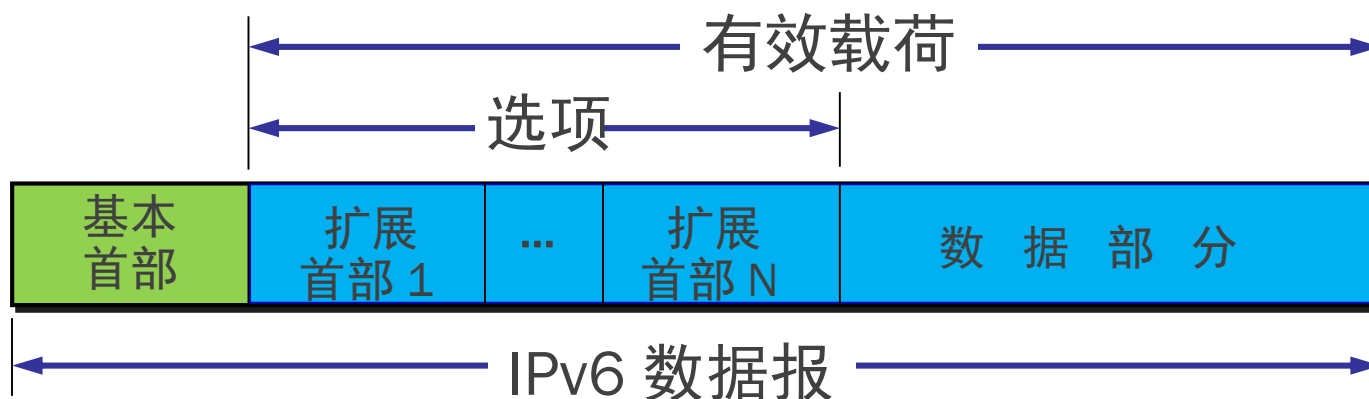 有效载荷
选项
基本
首部
扩展
首部 1
...
扩展
首部 N
数 据 部 分
IPv6 数据报